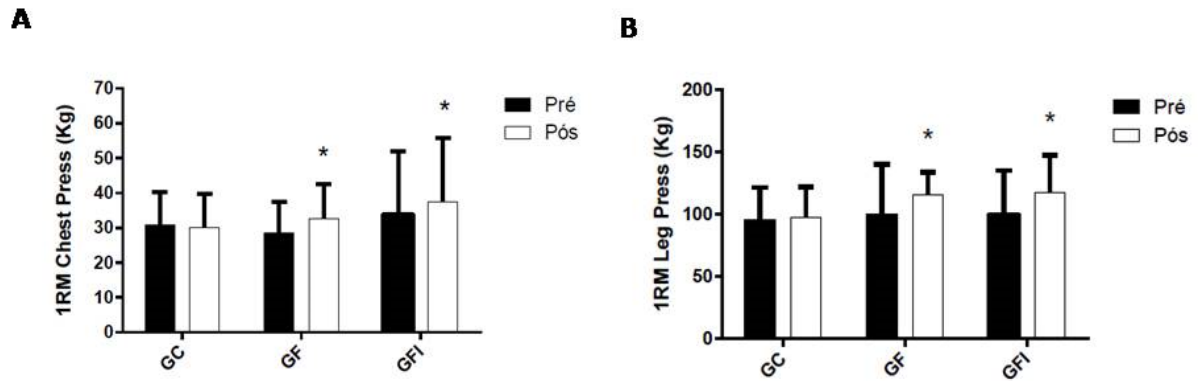 A
1RM Chest Press (Kg)
70
60
50
40
30
20
10
0
*
*
GC
GF
GFI
Pré
Pós
B
1RM Leg Press (Kg)
200
150
100
50
0
*
*
GC
GF
GFI
Pré
Pós